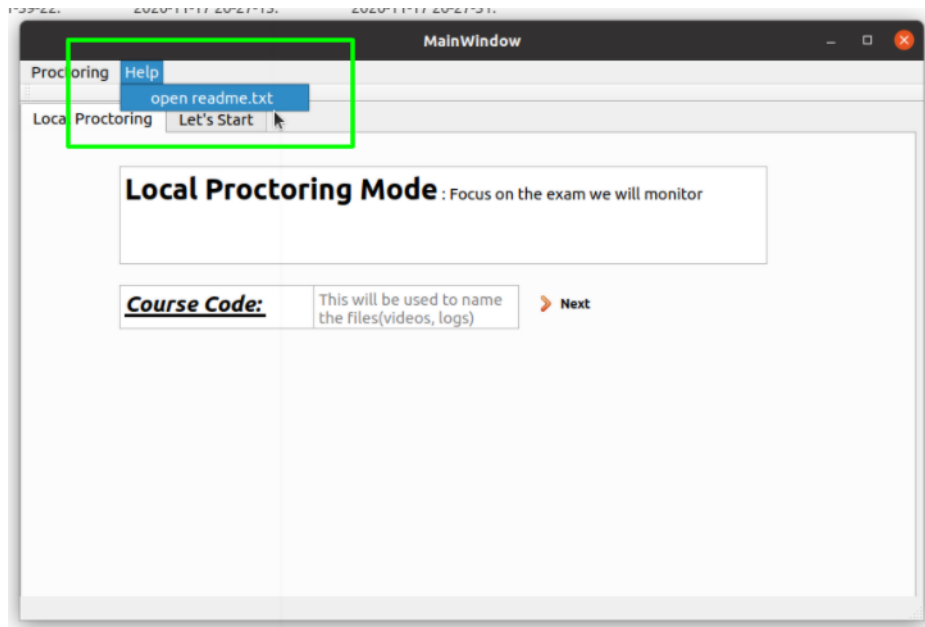 MainWindow
Proctoring Help
open readme.txt
Local Proctoring Let's Start
Local Proctoring Mode : Focus on the exam we will monitor
Course Code: This will be used to name
the files(videos, logs)
Next